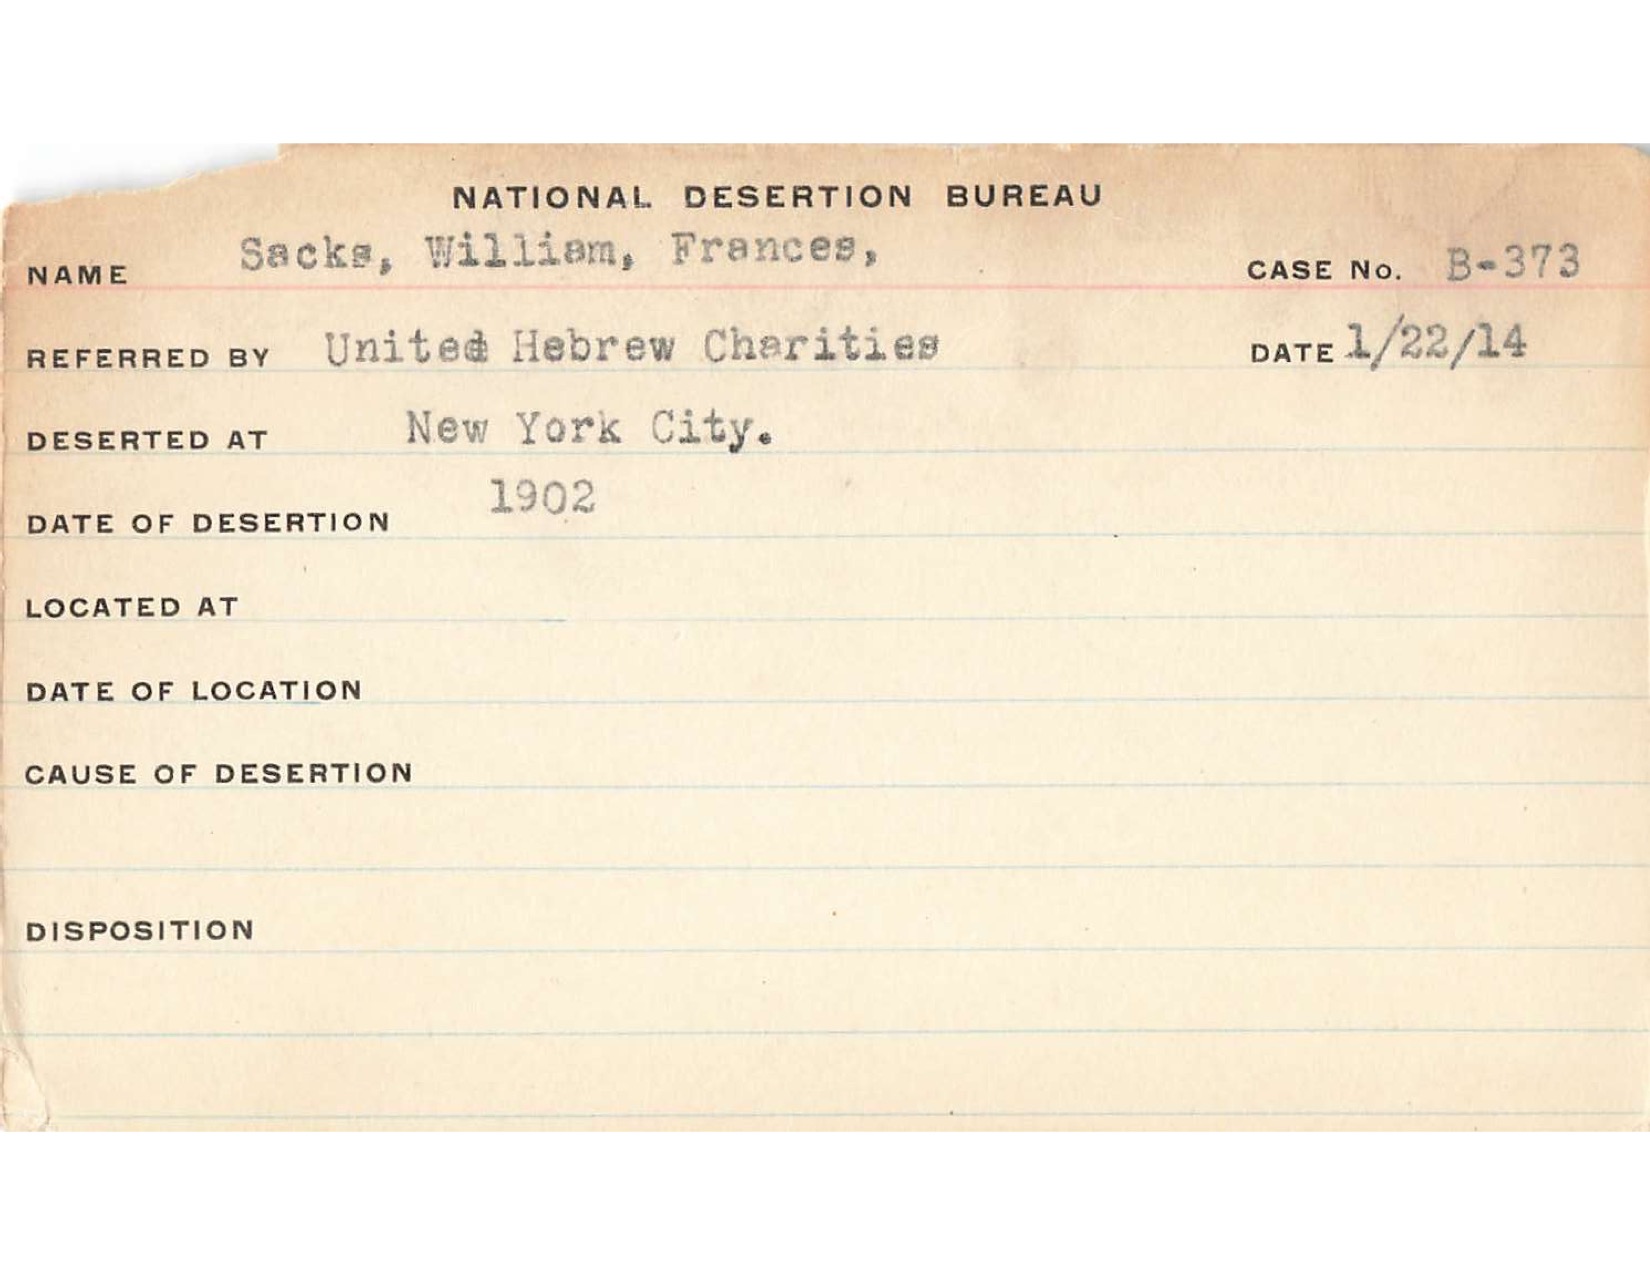 NATIONAL DESERTION BUREAU
NAME Sacks, William, Frances, CASE No. B-373
REFERRED BY United Hebrew Charities DATE 1/22/14
DESERTED AT New York City.
DATE OF DESERTION 1902
LOCATED AT
DATE OF LOCATION
CAUSE OF DESERTION
DISPOSITION